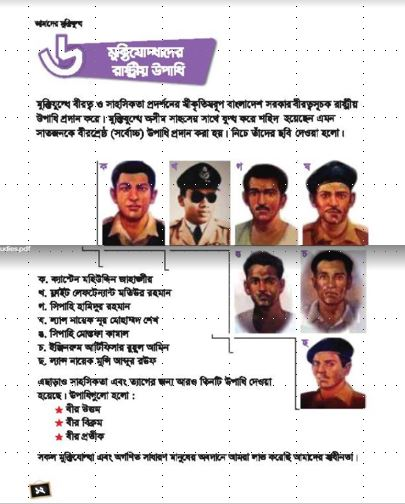 আমাদের মুক্তিযুদ্ধ
৬
মুক্তিযোদ্ধাদের
রাষ্ট্রীয় উপাধি
মুক্তিযুদ্ধে বীরত্ব ও সাহসিকতা প্রদর্শনের স্বীকৃতিস্বরূপ বাংলাদেশ সরকার বীরত্বসূচক রাষ্ট্রীয়
উপাধি প্রদান করে। মুক্তিযুদ্ধে অসীম সাহসের সাথে যুদ্ধ করে শহিদ হয়েছেন এমন
সাতজনকে বীরশ্রেষ্ঠ (সর্বোচ্চ) উপাধি প্রদান করা হয়। নিচে তাঁদের ছবি দেওয়া হলো।
ক খ গ ঘ
udies.pdf
ঙ চ
ক. ক্যাপ্টেন মহিউদ্দিন জাহাঙ্গীর
খ. ফ্লাইট লেফটেন্যান্ট মতিউর রহমান
গ. সিপাহি হামিদুর রহমান
ঘ. ল্যান্স নায়েক নূর মোহাম্মদ শেখ
ঙ. সিপাহি মোস্তফা কামাল
চ. ইঞ্জিনরুম আর্টিফিসার রুহুল আমিন
ছ. ল্যান্স নায়েক মুন্সি আব্দুর রউফ
ছ
এছাড়াও সাহসিকতা এবং ত্যাগের জন্য আরও তিনটি উপাধি দেওয়া
হয়েছে। উপাধিগুলো হলো :
★ বীর উত্তম
★ বীর বিক্রম
★ বীর প্রতীক
সকল মুক্তিযোদ্ধা এবং অগণিত সাধারণ মানুষের অবদানে আমরা লাভ করেছি আমাদের স্বাধীনতা।
১২